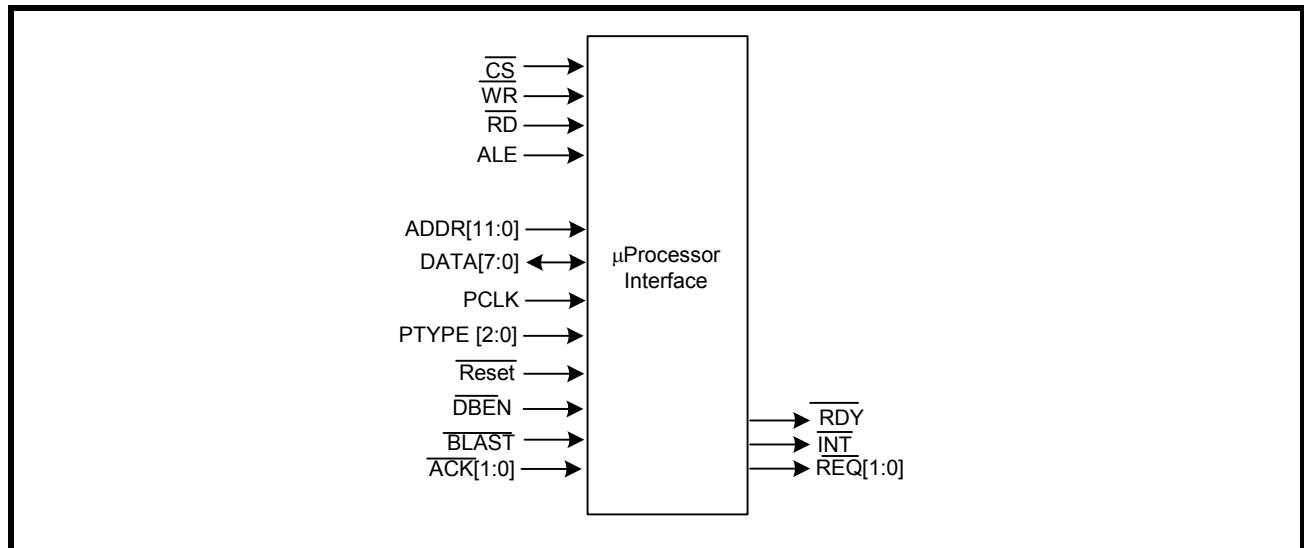 CS
WR
RD
ALE
ADDR[11:0]
DATA[7:0]
PCLK
PTYPE [2:0]
Reset
DBEN
BLAST
ACK[1:0]
μProcessor
Interface
RDY
INT
REQ[1:0]